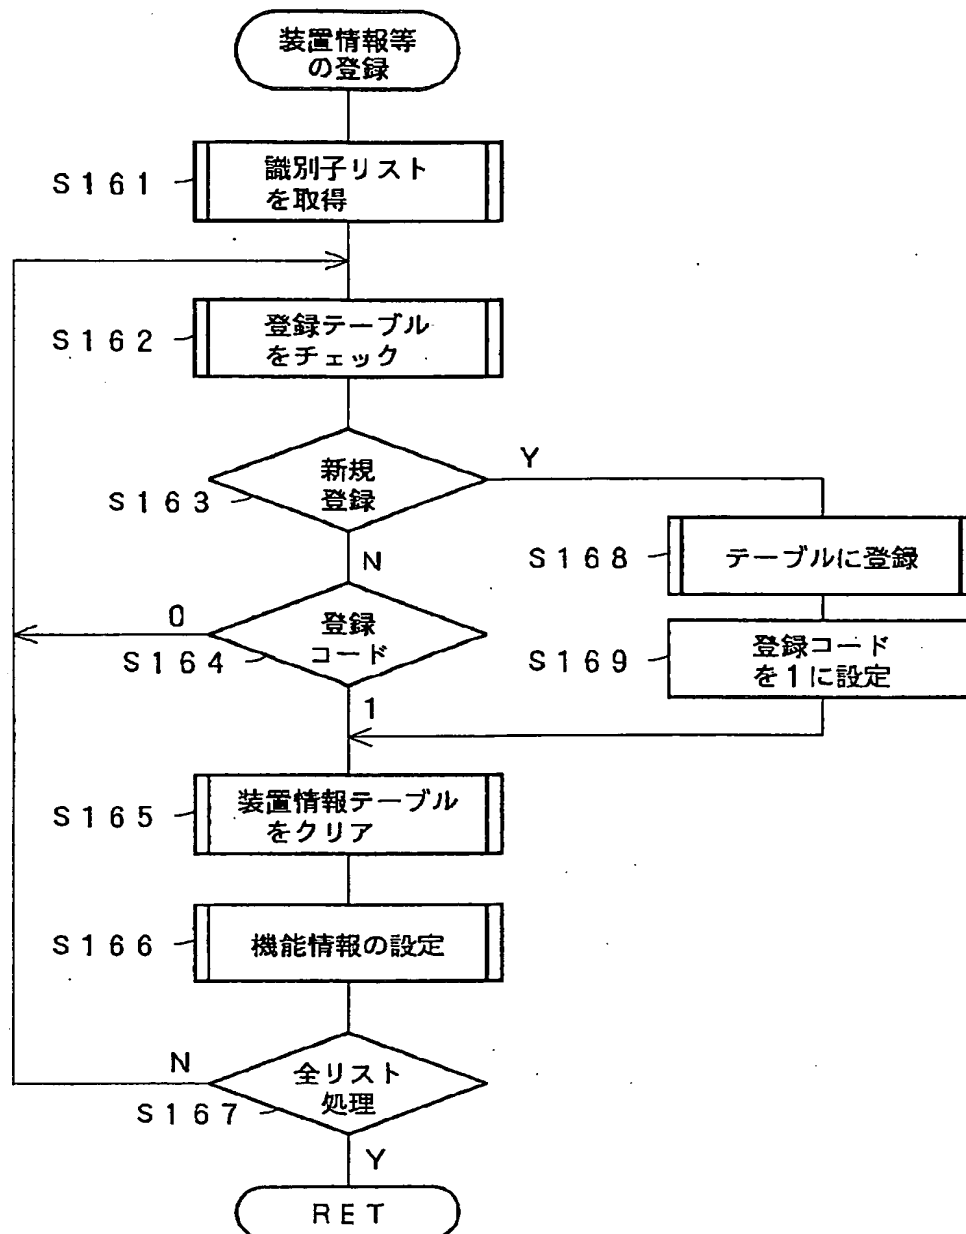 装置情報等
の登録
S161
識別子リスト
を取得
S162
登録テーブル
をチェック
S163
新規
登録
Y
N
S168
テーブルに登録
S164
登録
コード
0
1
S169
登録コード
を1に設定
S165
装置情報テーブル
をクリア
S166
機能情報の設定
S167
全リスト
処理
N
Y
RET